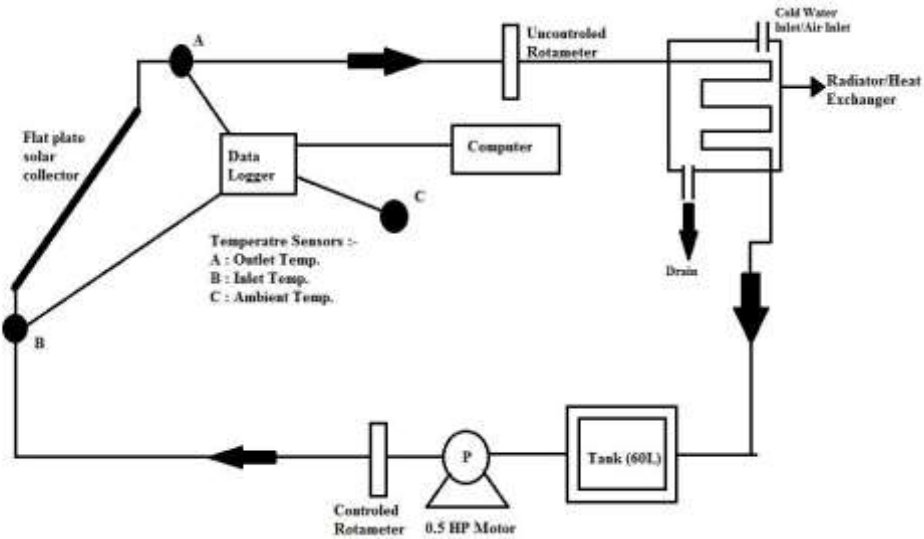 A
Uncontroled
Rotameter
Cold Water
Inlet/Air Inlet
Radiator/Heat
Exchanger
Flat plate
solar
collector
Data
Logger
Computer
C
Temperatre Sensors :-
A : Outlet Temp.
B : Inlet Temp.
C : Ambient Temp.
Drain
B
P
Tank (60L)
Controled
Rotameter
0.5 HP Motor